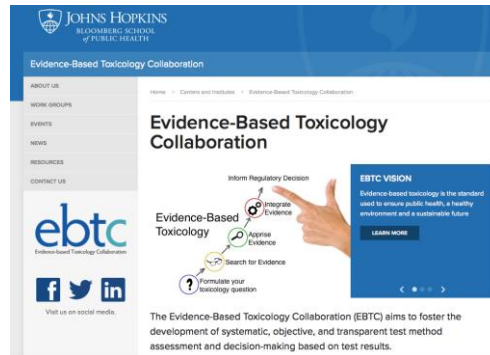 JOHNS HOPKINS
BLOOMBERG SCHOOL
of PUBLIC HEALTH
Evidence-Based Toxicology Collaboration
ABOUT US
WORK GROUPS
EVENTS
NEWS
RESOURCES
CONTACT US
ebtc
Evidence-based Toxicology Collaboration
Visit us on social media.
Home > Centers and Institutes > Evidence-Based Toxicology Collaboration
Evidence-Based Toxicology
Collaboration
Inform Regulatory Decision
Integrate
Evidence
Evidence-Based
Toxicology
Apprise
Evidence
Search for Evidence
Formulate your
toxicology question
EBTC VISION
Evidence-based toxicology is the standard
used to ensure public health, a healthy
environment and a sustainable future
LEARN MORE
The Evidence-Based Toxicology Collaboration (EBTC) aims to foster the
development of systematic, objective, and transparent test method
assessment and decision-making based on test results.